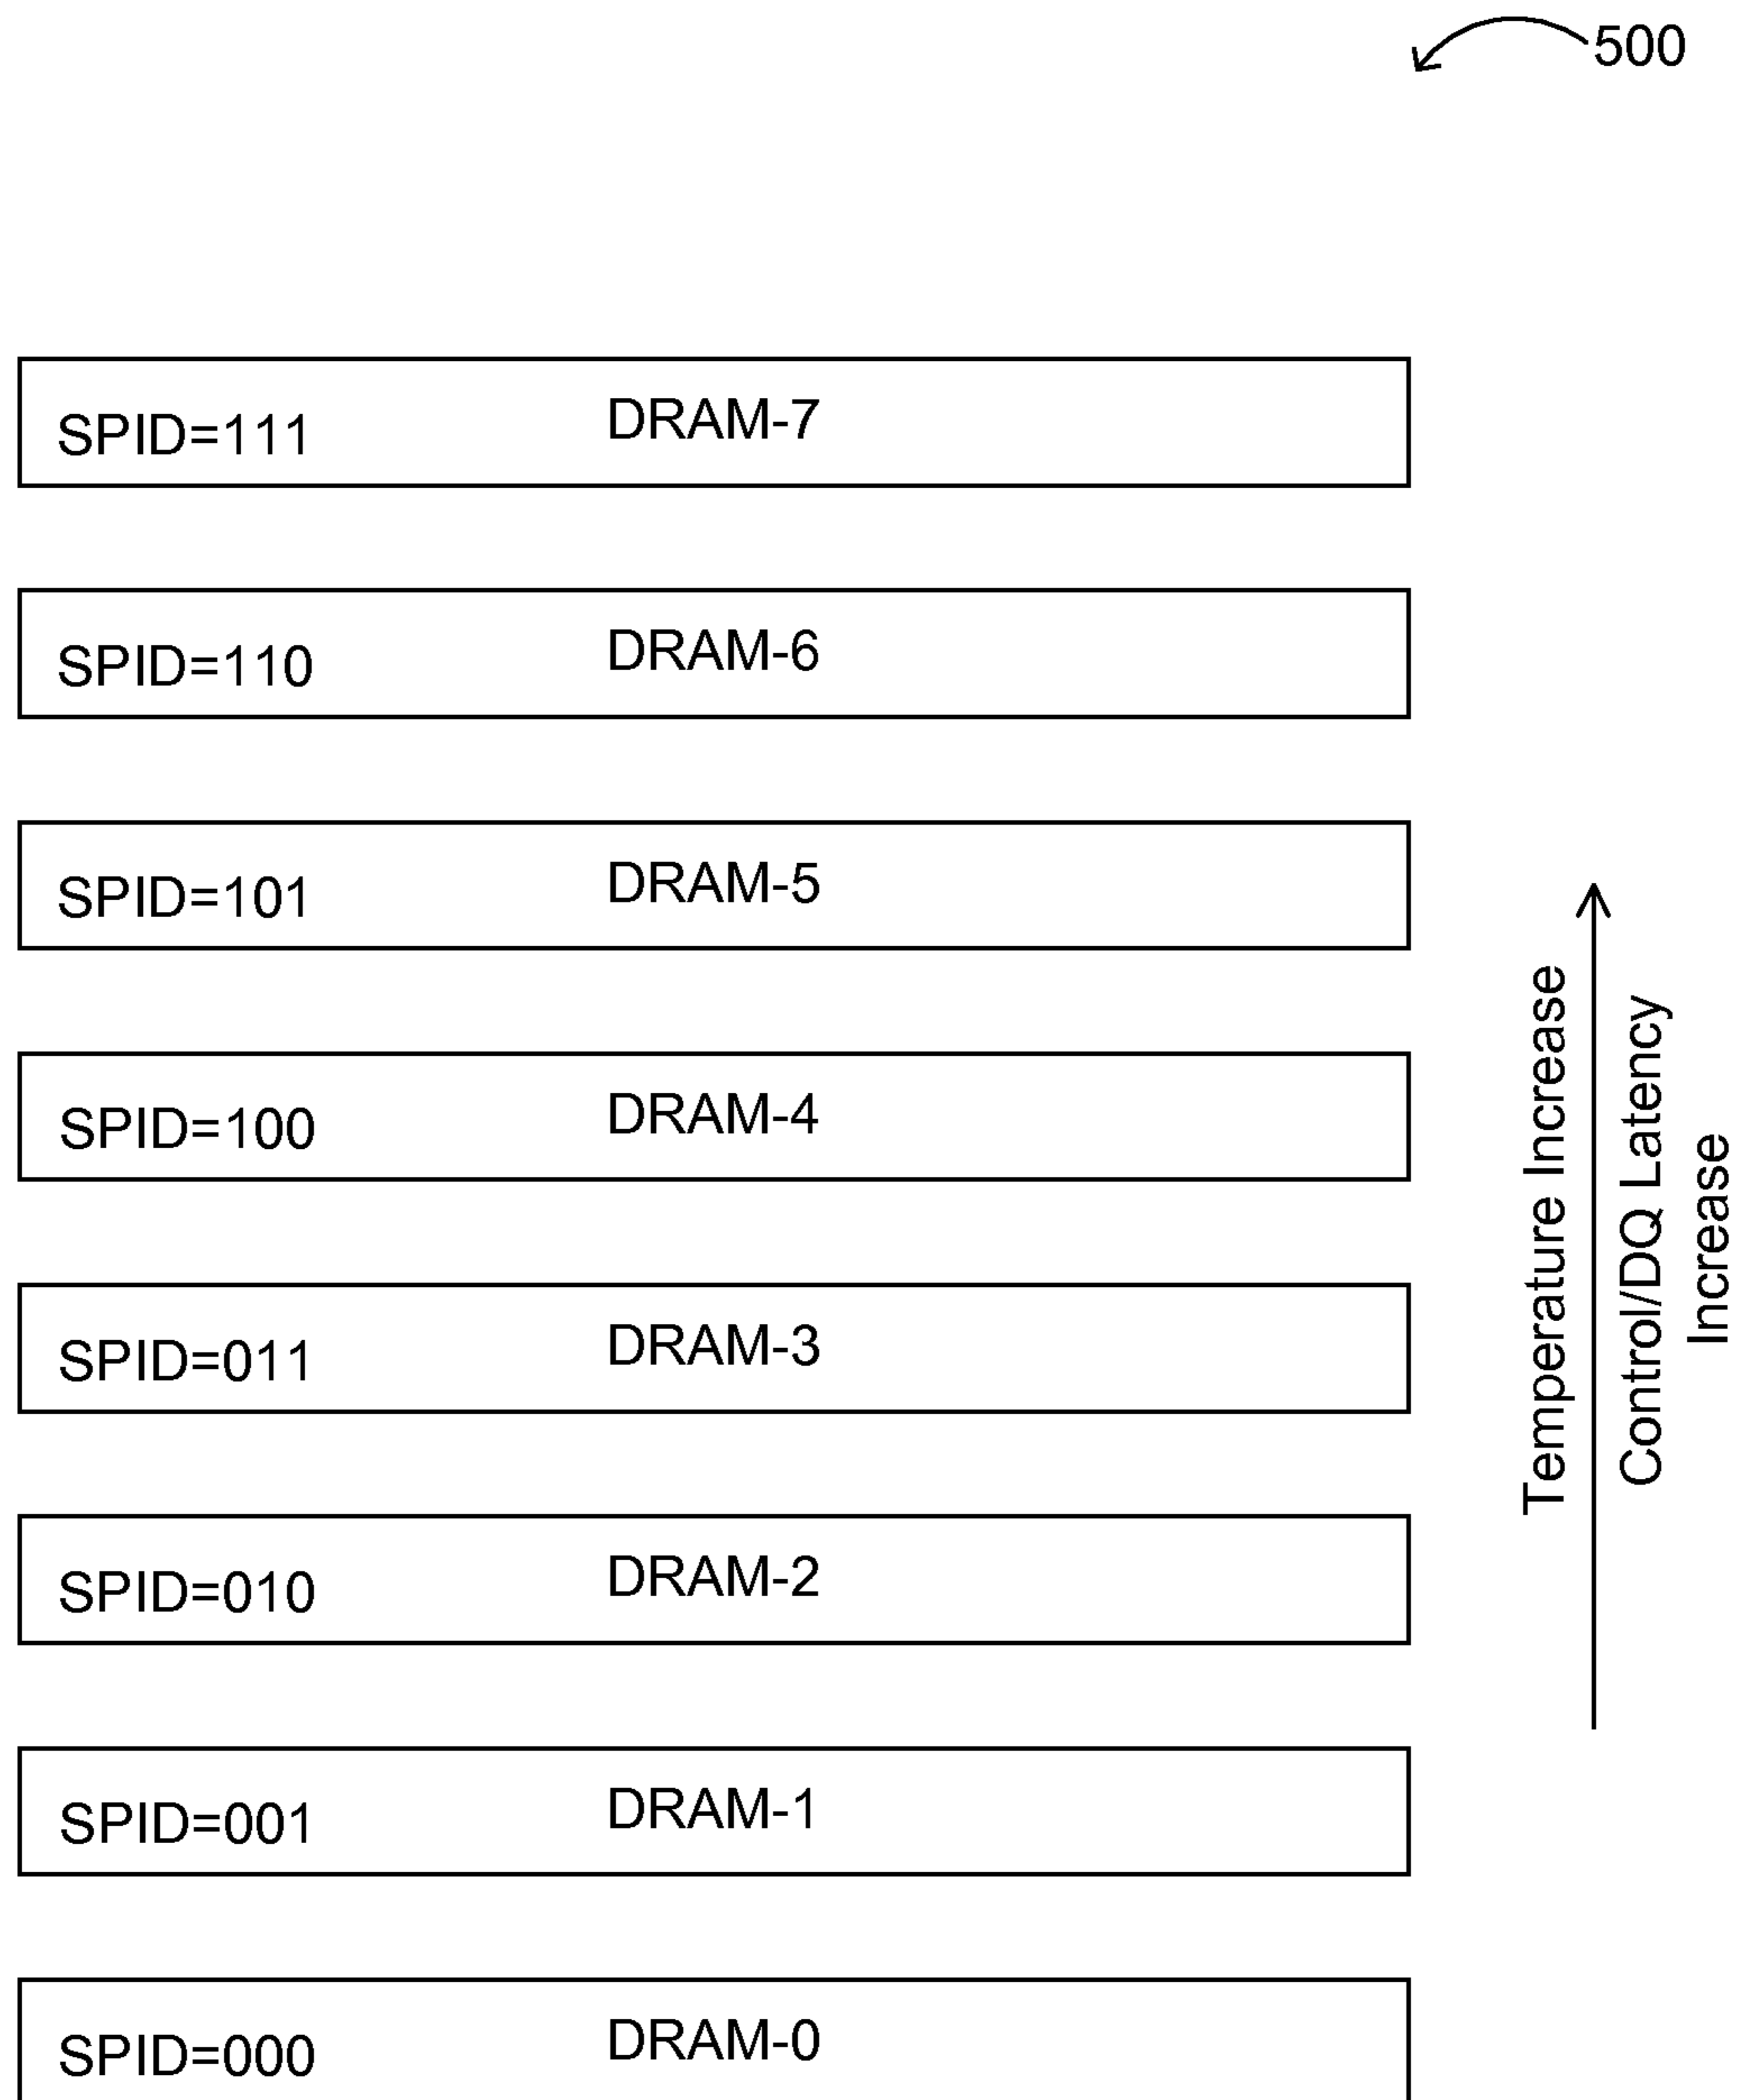 500
SPID=111 DRAM-7
SPID=110 DRAM-6
SPID=101 DRAM-5
SPID=100 DRAM-4
SPID=011 DRAM-3
SPID=010 DRAM-2
SPID=001 DRAM-1
SPID=000 DRAM-0
Temperature Increase
Control/DQ Latency
Increase